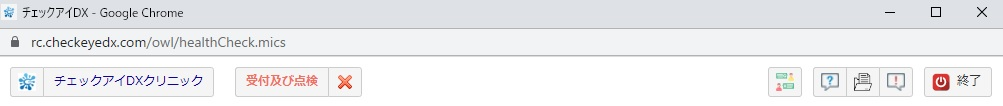 チェックアイDX - Google Chrome
rc.checkeyedx.com/owl/healthCheck.mics
チェックアイDXクリニック 受付及び点検 終了